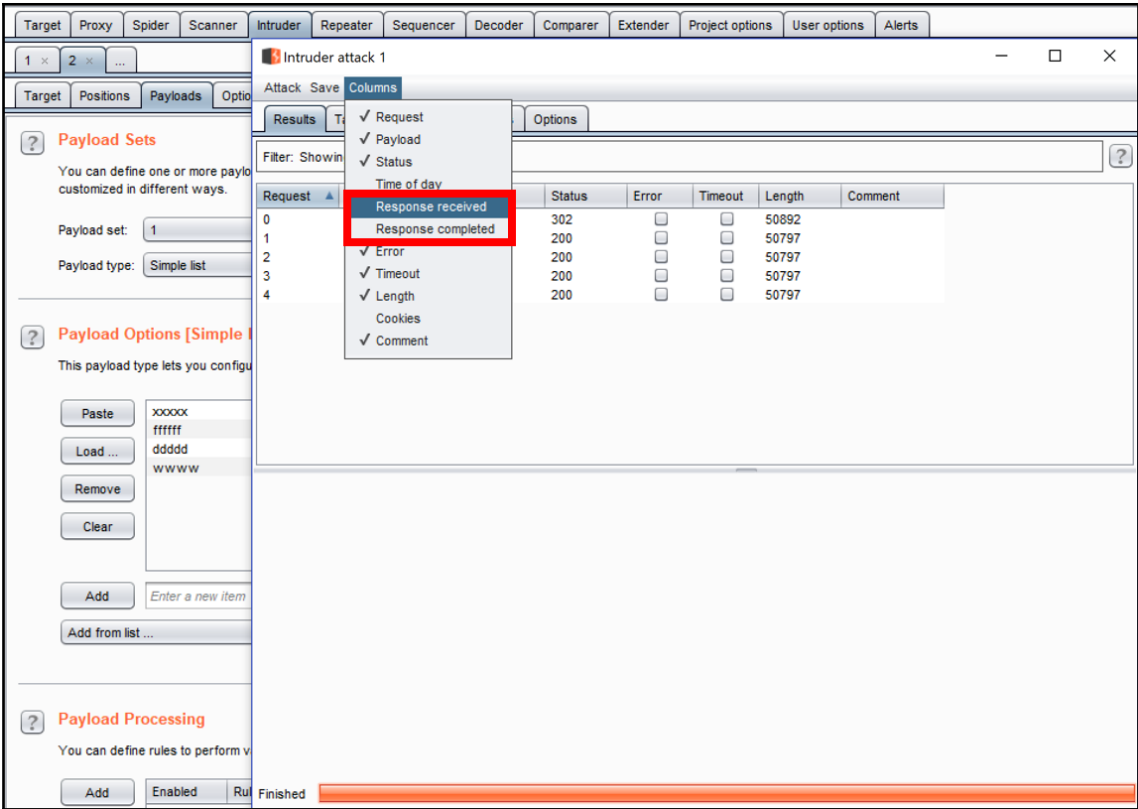 Target Proxy Spider Scanner Intruder Repeater Sequencer Decoder Comparer Extender Project options User options Alerts
1 × 2 × ...
Intruder attack 1
Target Positions Payloads Optio
Attack Save Columns
Results Ta Options
Filter: Showin
Request
Payload
Status
Time of day
Response received
Response completed
Error
Timeout
Length
Cookies
Comment
Request Status Error Timeout Length Comment
0 302 50892
1 200 50797
2 200 50797
3 200 50797
4 200 50797
? Payload Sets
You can define one or more paylo
customized in different ways.
Payload set: 1
Payload type: Simple list
? Payload Options [Simple l
This payload type lets you configu
Paste
Load ...
Remove
Clear
xxxxx
ffffff
ddddd
wwww
Add Enter a new item
Add from list ...
? Payload Processing
You can define rules to perform v
Add Enabled Rul
Finished
?